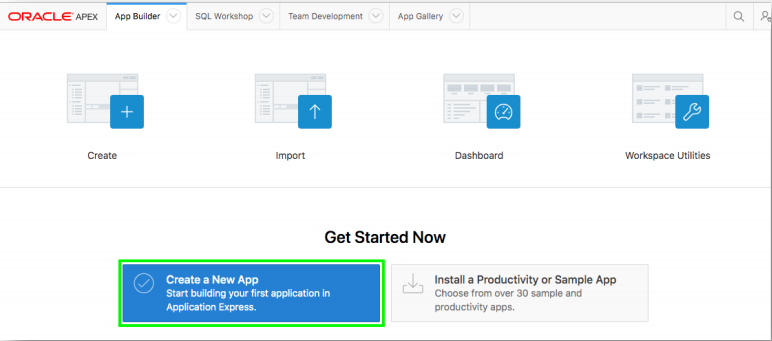 ORACLE APEX App Builder SQL Workshop Team Development App Gallery
Create Import Dashboard Workspace Utilities
Get Started Now
Create a New App
Start building your first application in
Application Express.
Install a Productivity or Sample App
Choose from over 30 sample and
productivity apps.